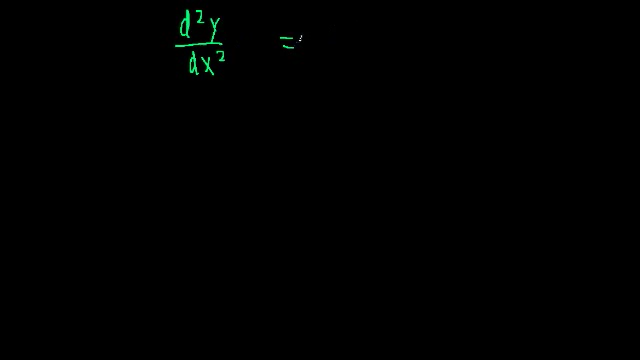 d²y/dx² =